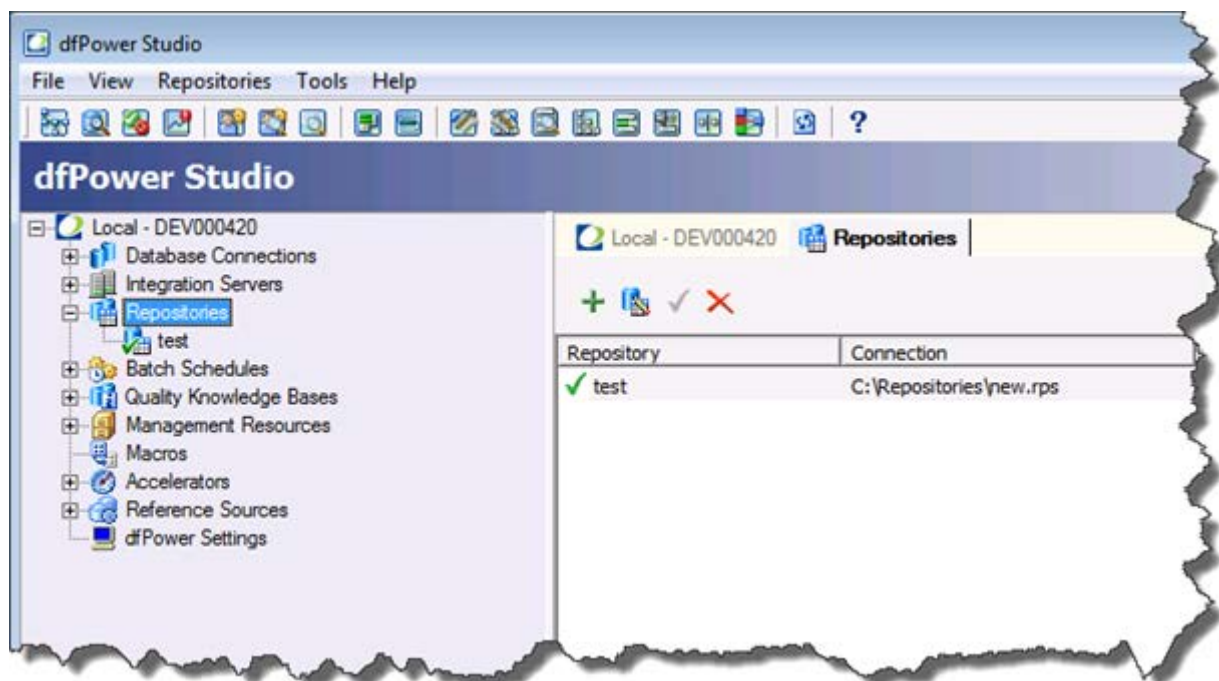 dfPower Studio
File View Repositories Tools Help
?
dfPower Studio
Local - DEV000420
Database Connections
Integration Servers
Repositories
test
Batch Schedules
Quality Knowledge Bases
Management Resources
Macros
Accelerators
Reference Sources
dfPower Settings
Local - DEV000420 Repositories
Repository Connection
test C:\Repositories\new.rps